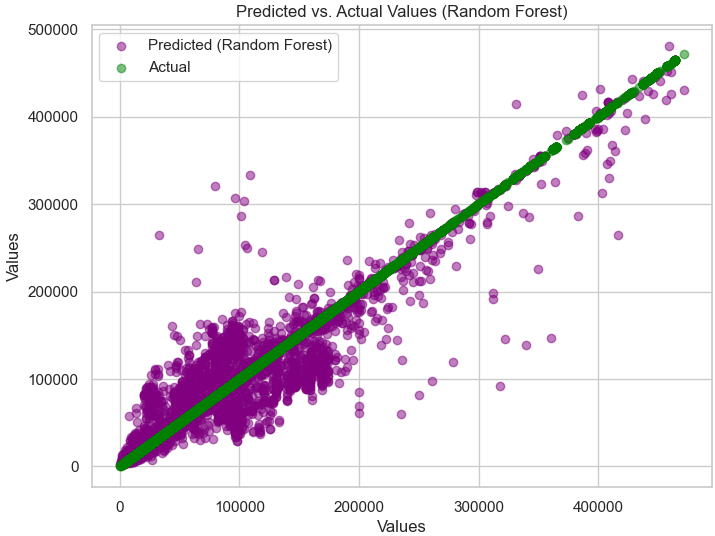 Predicted vs. Actual Values (Random Forest)
Predicted (Random Forest)
Actual
500000
400000
300000
200000
100000
0
Values
0 100000 200000 300000 400000
Values